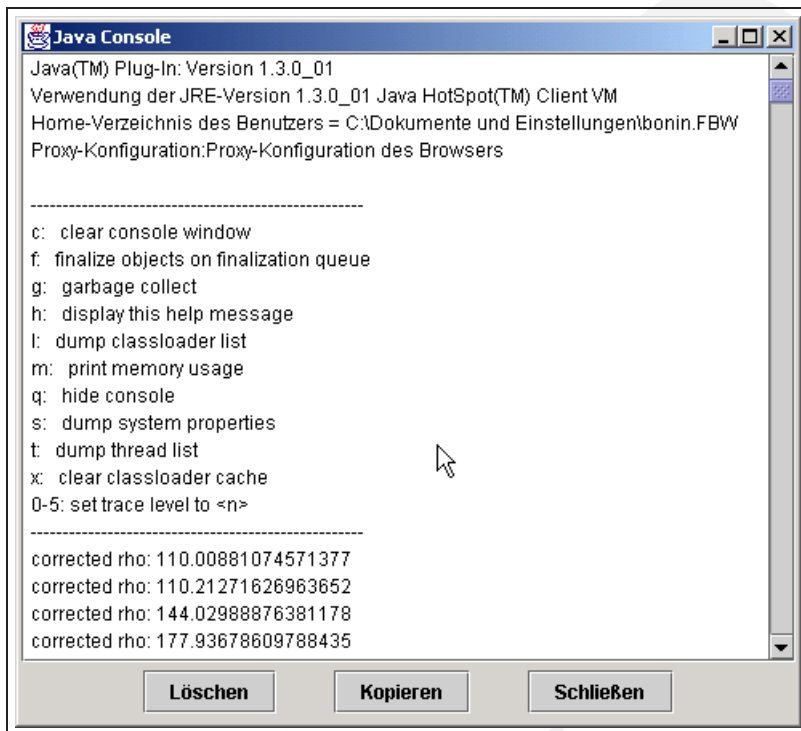 Java Console
Java(TM) Plug-In: Version 1.3.0_01
Verwendung der JRE-Version 1.3.0_01 Java HotSpot(TM) Client VM
Home-Verzeichnis des Benutzers = C:\Dokumente und Einstellungen\bonin.FBW
Proxy-Konfiguration:Proxy-Konfiguration des Browsers
----------------------------------------------------
c: clear console window
f: finalize objects on finalization queue
g: garbage collect
h: display this help message
l: dump classloader list
m: print memory usage
q: hide console
s: dump system properties
t: dump thread list
x: clear classloader cache
0-5: set trace level to <n>
----------------------------------------------------
corrected rho: 110.00881074571377
corrected rho: 110.21271626963652
corrected rho: 144.02988876381178
corrected rho: 177.93678609788435
Löschen Kopieren Schließen